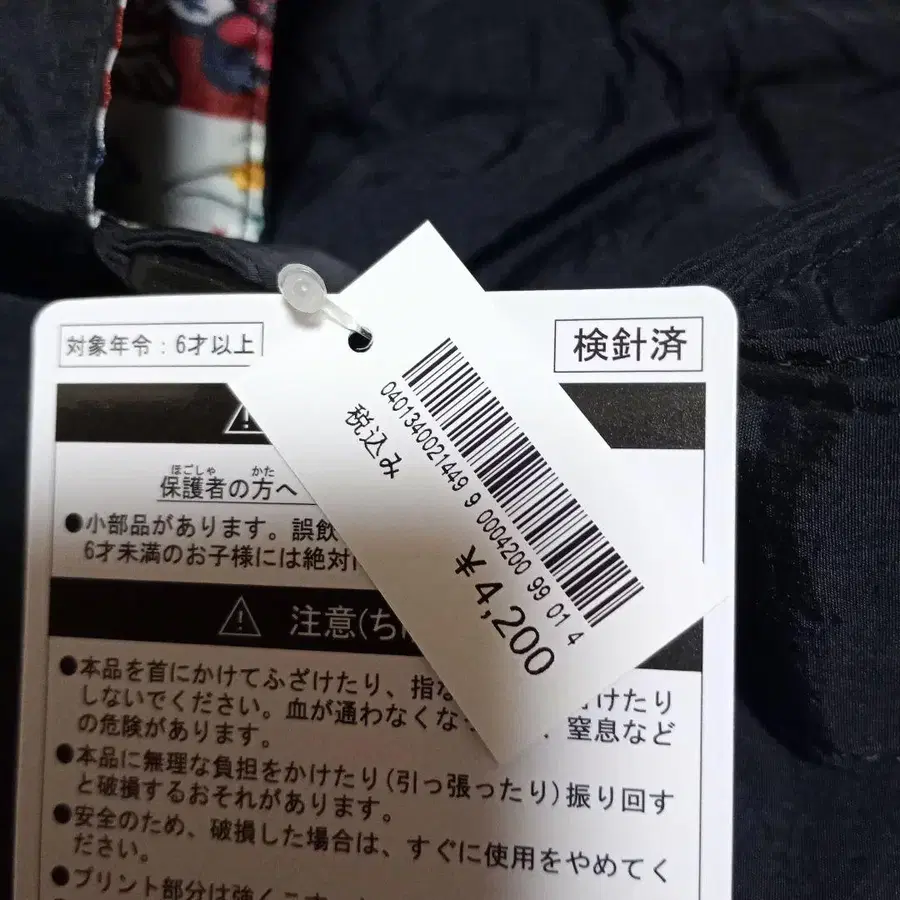 対象年令：6才以上
検針済
ほごしゃ かた
保護者の方へ
●小部品があります。誤飲
6才未満のお子様には絶対に
注意(ち
●本品を首にかけてふざけたり、指な
けたり
しないでください。血が通わなくな
、窒息など
の危険があります。
●本品に無理な負担をかけたり(引っ張ったり)振り回す
と破損するおそれがあります。
●安全のため、破損した場合は、すぐに使用をやめてく
ださい。
●プリント部分は強くこす
税込み
0401340021449 9 0004200 99 01 4
¥4,200